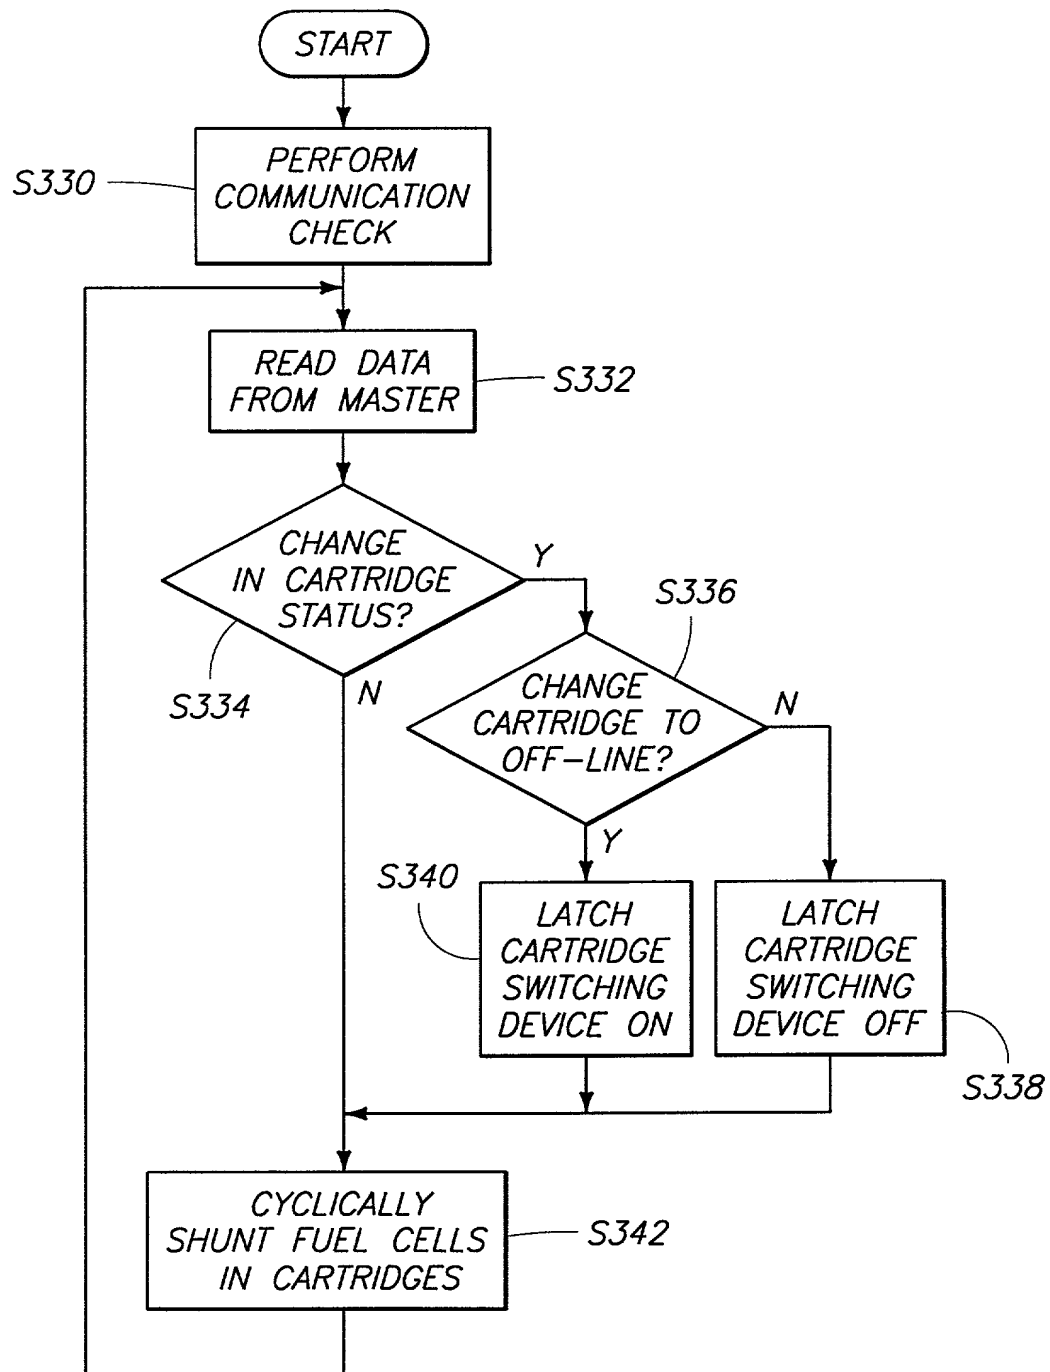 START
S330
PERFORM
COMMUNICATION
CHECK
READ DATA
FROM MASTER
S332
CHANGE
IN CARTRIDGE
STATUS?
Y
S334
N
S336
CHANGE
CARTRIDGE TO
OFF-LINE?
N
Y
S340
LATCH
CARTRIDGE
SWITCHING
DEVICE ON
LATCH
CARTRIDGE
SWITCHING
DEVICE OFF
S338
CYCLICALLY
SHUNT FUEL CELLS
IN CARTRIDGES
S342